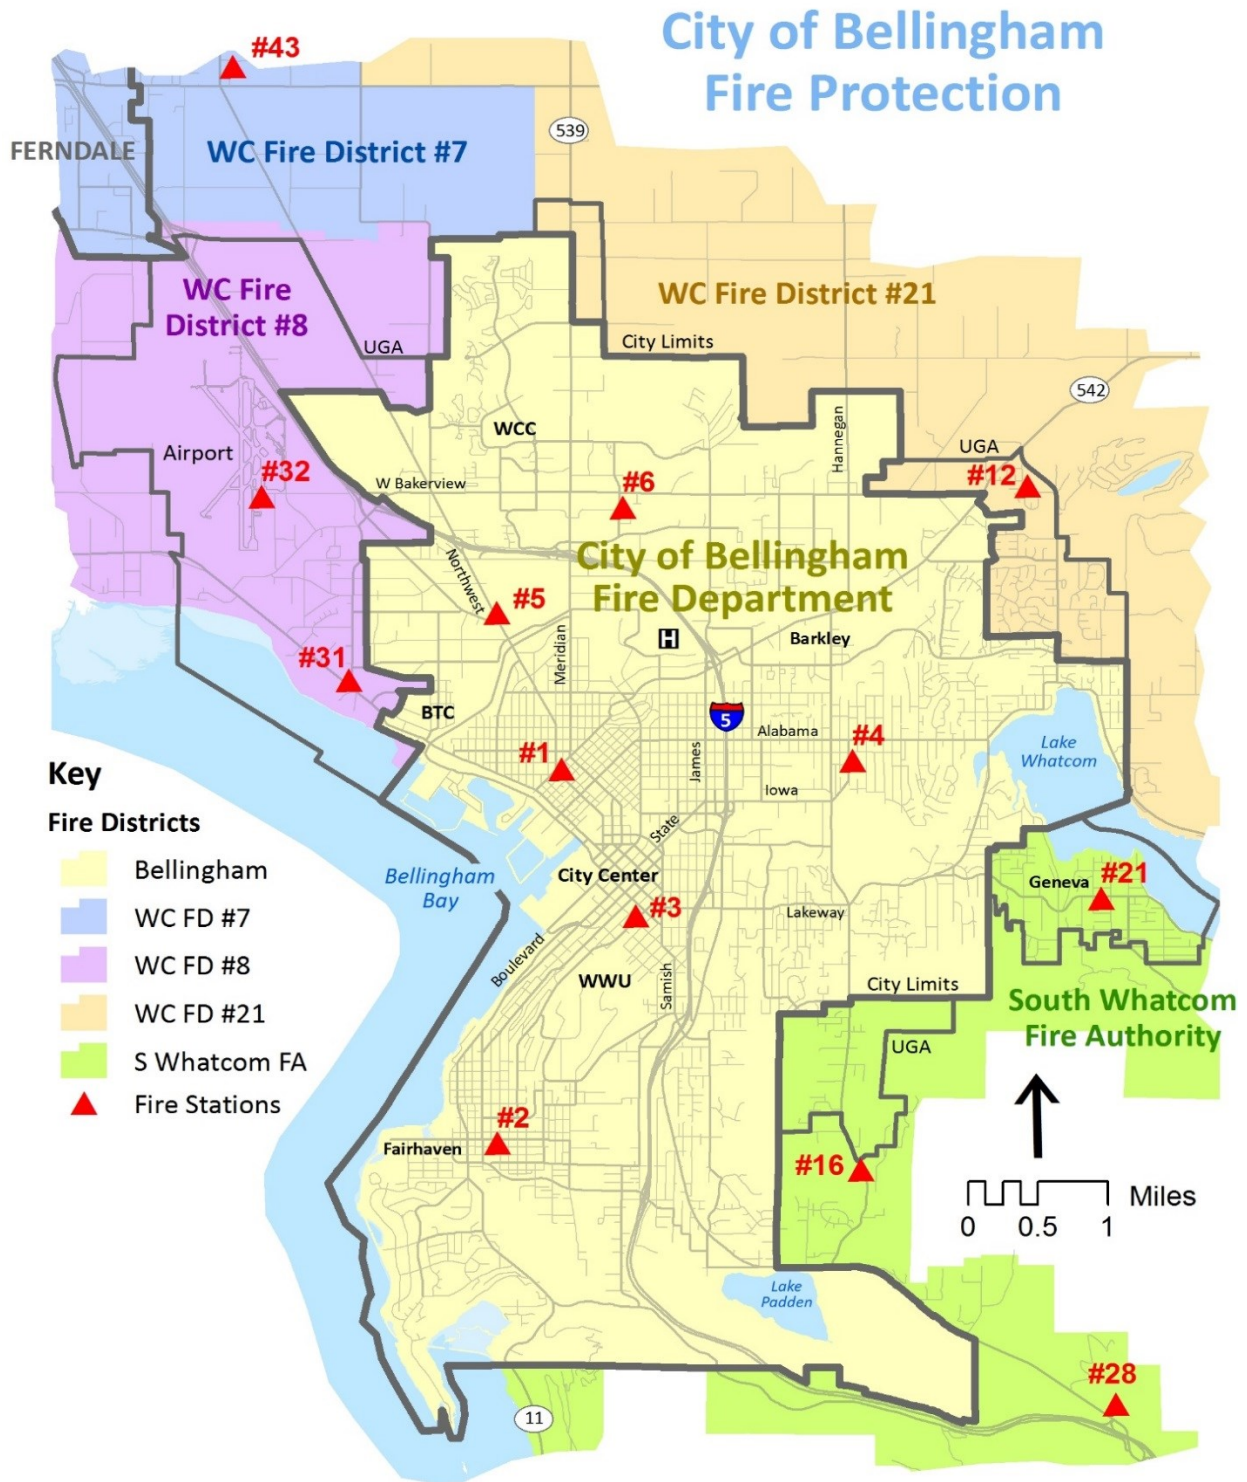 City of Bellingham
Fire Protection
#43
539
FERNDALE
WC Fire District #7
WC Fire
District #8
WC Fire District #21
UGA
City Limits
542
WCC
Hannegan
UGA
Airport
#32
W Bakerview
#6
#12
Northwest
City of Bellingham
Fire Department
#5
H
Barkley
Meridian
#31
BTC
5
Alabama
#4
Lake
Whatcom
#1
James
Iowa
Key
Fire Districts
Bellingham
WC FD #7
WC FD #8
WC FD #21
S Whatcom FA
Fire Stations
State
Bellingham
Bay
City Center
#3
Lakeway
Geneva
#21
Boulevard
WWU
Samish
City Limits
South Whatcom
Fire Authority
UGA
#2
Fairhaven
#16
Miles
0 0.5 1
Lake
Padden
#28
11